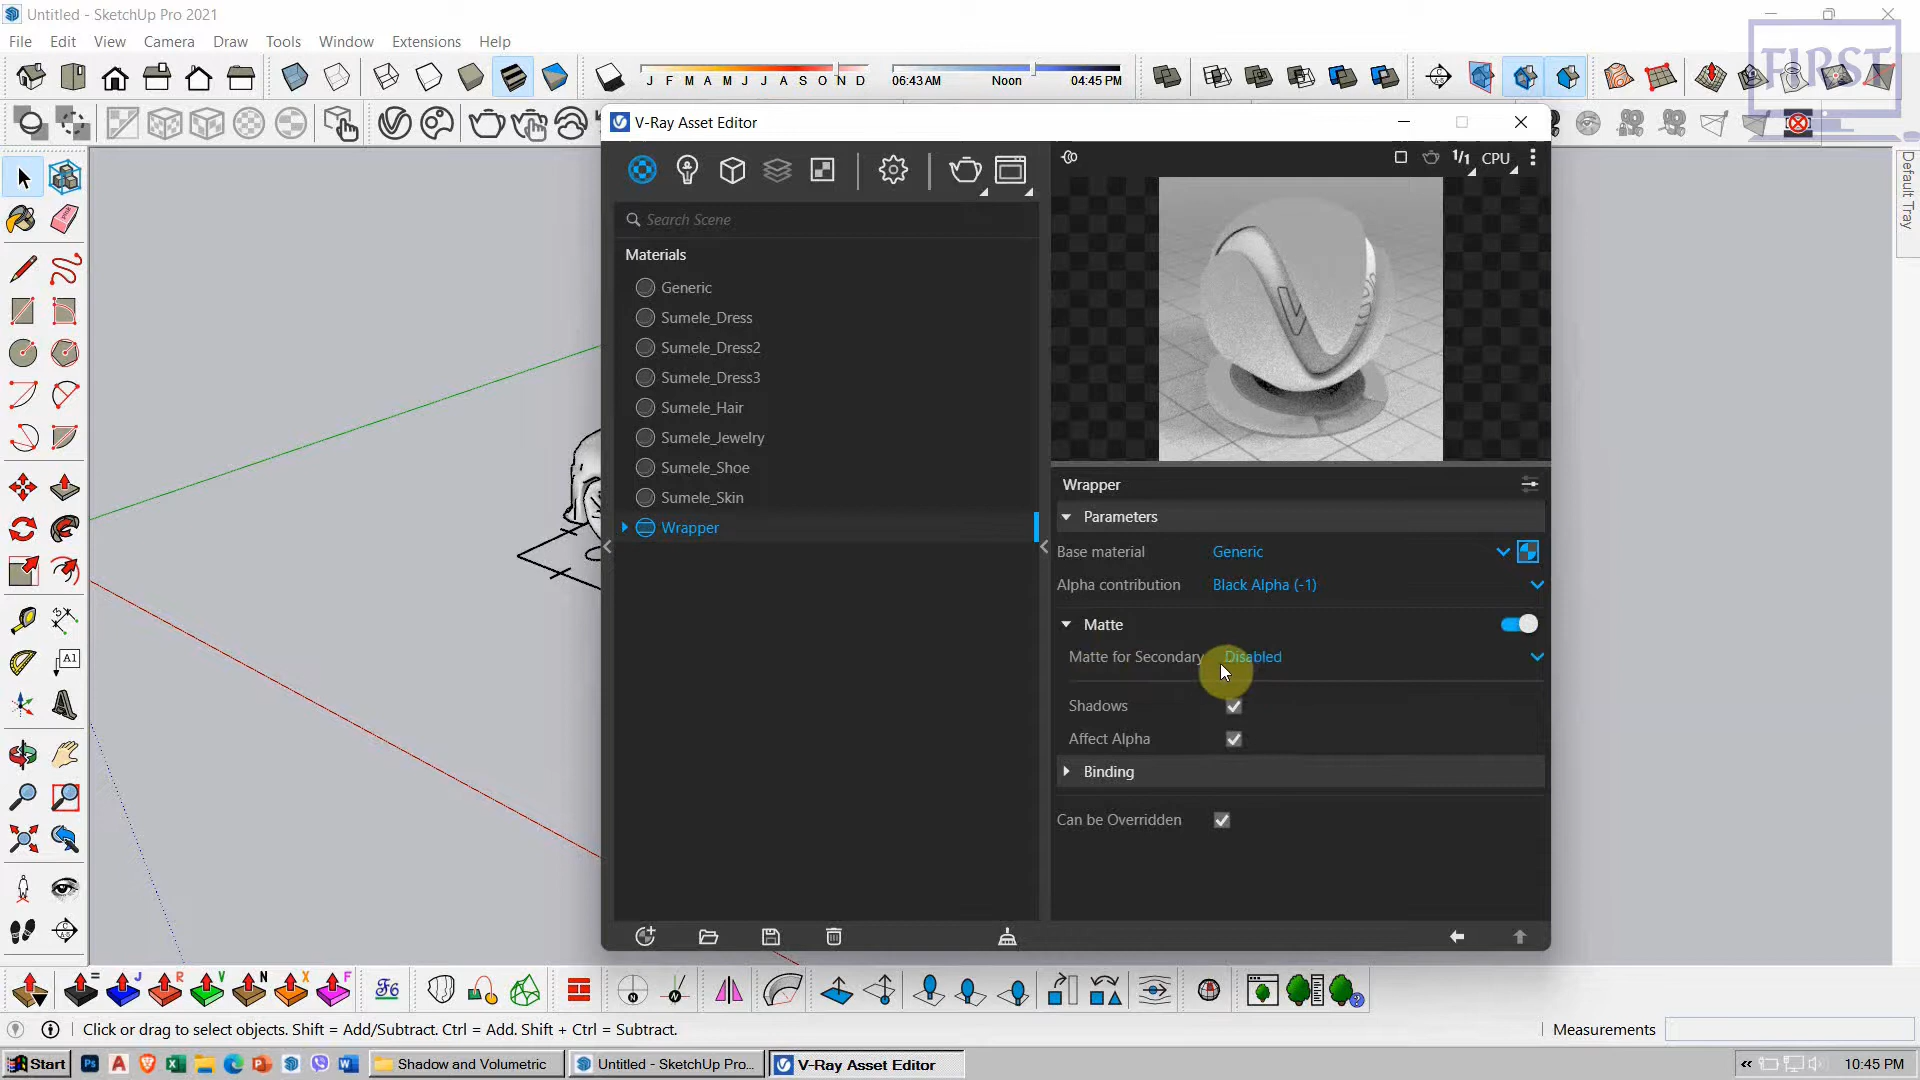 Untitled - SketchUp Pro 2021
FIRST
File Edit View Camera Draw Tools Window Extensions Help
J F M A M J J A S O N D
06:43 AM Noon 04:45 PM
V-Ray Asset Editor
1/1 CPU
Default Tray
Search Scene
Materials
Generic
Sumele_Dress
Sumele_Dress2
Sumele_Dress3
Sumele_Hair
Sumele_Jewelry
Sumele_Shoe
Sumele_Skin
Wrapper
Wrapper
Parameters
Base material Generic
Alpha contribution Black Alpha (-1)
Matte
Matte for Secondary Disabled
Shadows
Affect Alpha
Binding
Can be Overridden
A1
= J R V N X F
F6
Click or drag to select objects. Shift = Add/Subtract. Ctrl = Add. Shift + Ctrl = Subtract.
Measurements
Start
Shadow and Volumetric
Untitled - SketchUp Pro...
V-Ray Asset Editor
10:45 PM